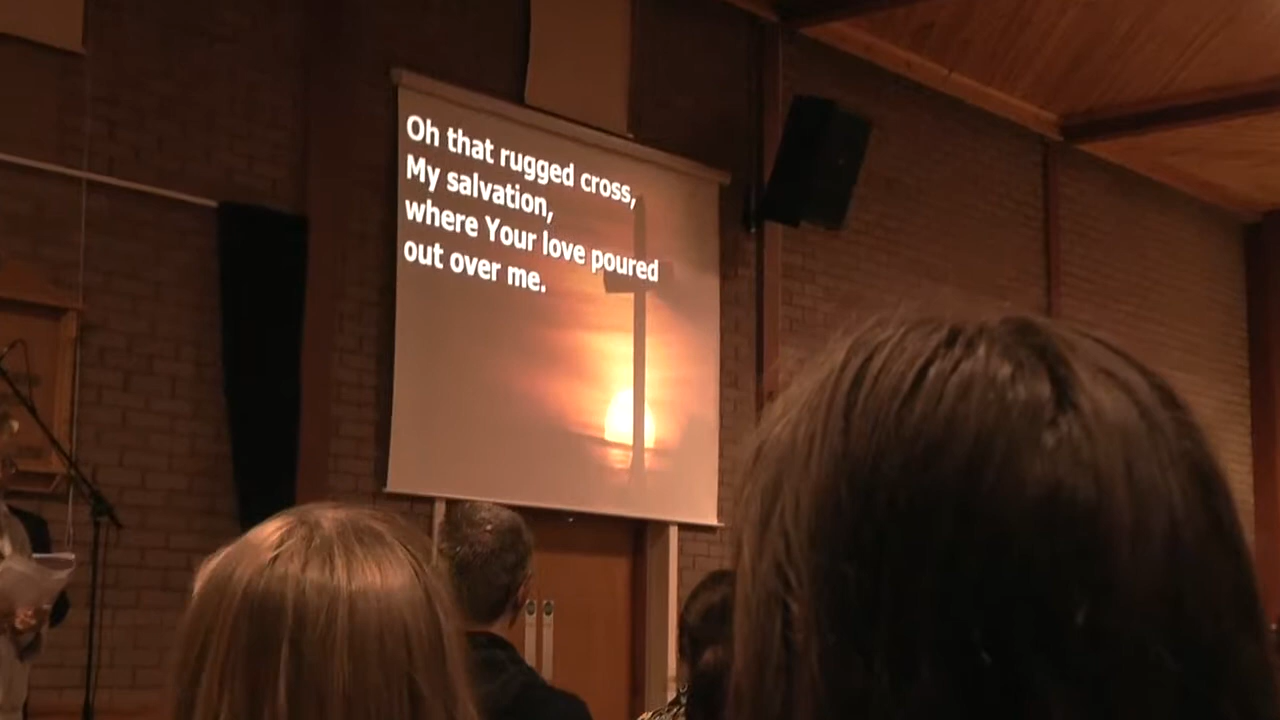 Oh that rugged cross,
My salvation,
where Your love poured
out over me.